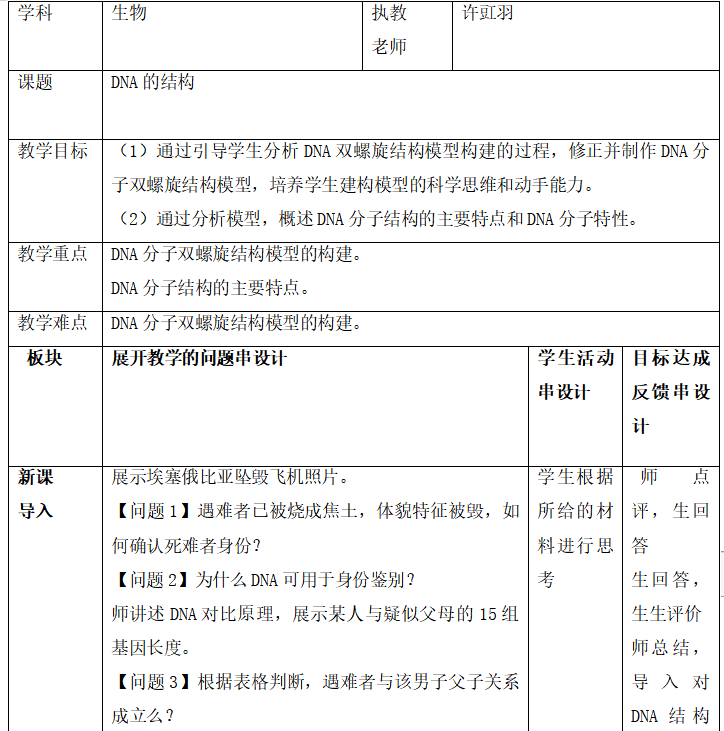 学科 生物 执教老师 许豇羽
课题 DNA 的结构
教学目标 （1）通过引导学生分析 DNA 双螺旋结构模型构建的过程，修正并制作 DNA 分
子双螺旋结构模型，培养学生建构模型的科学思维和动手能力。
（2）通过分析模型，概述 DNA 分子结构的主要特点和 DNA 分子特性。
教学重点 DNA 分子双螺旋结构模型的构建。
DNA 分子结构的主要特点。
教学难点 DNA 分子双螺旋结构模型的构建。
板块 展开教学的问题串设计
学生活动
串设计
目标达成
反馈串设
计
新课
导入
展示埃塞俄比亚坠毁飞机照片。
【问题 1】遇难者已被烧成焦土，体貌特征被毁，如
何确认死难者身份？
【问题 2】为什么 DNA 可用于身份鉴别？
师讲述 DNA 对比原理，展示某人与疑似父母的 15 组
基因长度。
【问题 3】根据表格判断，遇难者与该男子父子关系
成立么？
学生根据
所给的材
料进行思
考
师点
评，生回
答
生回答，
生生评价
师总结，
导入对
DNA 结构